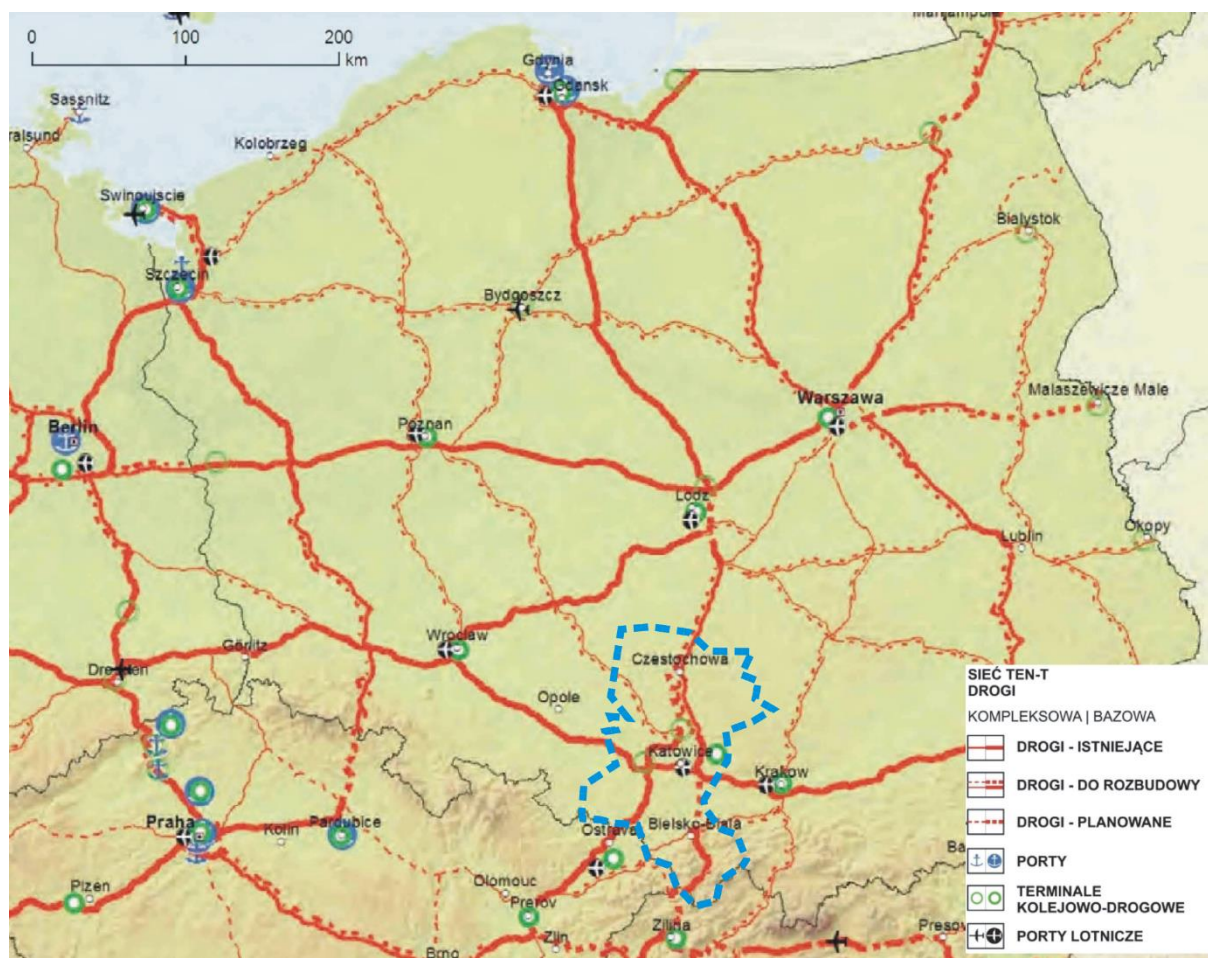 0 100 200
km
Marijampole
Gdynia
Gdansk
Sassnitz
ralsund
Kolobrzeg
Swinoujscie
Bialystok
Szczecin
Bydgoszcz
Malaszewicze Male
Warszawa
Berlin
Poznan
Lodz
Okopy
Lublin
Wroclaw
Görlitz
Czestochowa
Dresden
Opole
Katowice
Krakow
Praha
Kolin
Pardubice
Ostrava
Bielsko-Biala
Ba
Olomouc
Plzen
Prerov
Zilina
Presov
Brno
Zlin
SIEĆ TEN-T
DROGI
KOMPLEKSOWA | BAZOWA
DROGI - ISTNIEJĄCE
DROGI - DO ROZBUDOWY
DROGI - PLANOWANE
PORTY
TERMINALE
KOLEJOWO-DROGOWE
PORTY LOTNICZE